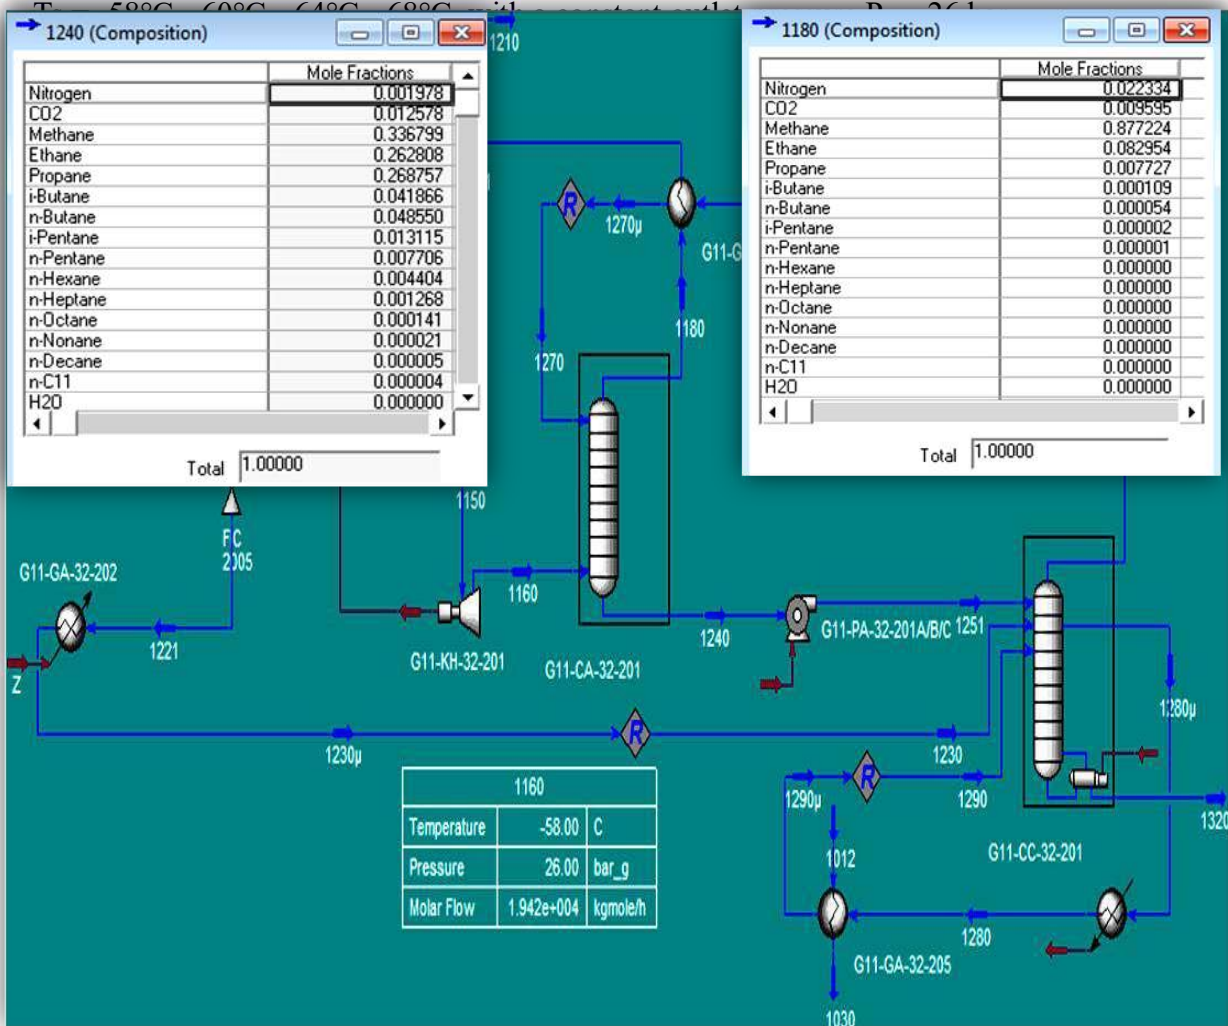 1240 (Composition)
Mole Fractions
Nitrogen 0.001978
CO2 0.012578
Methane 0.336799
Ethane 0.262808
Propane 0.268757
i-Butane 0.041866
n-Butane 0.048550
i-Pentane 0.013115
n-Pentane 0.007706
n-Hexane 0.004404
n-Heptane 0.001268
n-Octane 0.000141
n-Nonane 0.000021
n-Decane 0.000005
n-C11 0.000004
H2O 0.000000
Total 1.00000
1210
1180 (Composition)
Mole Fractions
Nitrogen 0.022334
CO2 0.009595
Methane 0.877224
Ethane 0.082954
Propane 0.007727
i-Butane 0.000109
n-Butane 0.000054
i-Pentane 0.000002
n-Pentane 0.000001
n-Hexane 0.000000
n-Heptane 0.000000
n-Octane 0.000000
n-Nonane 0.000000
n-Decane 0.000000
n-C11 0.000000
H2O 0.000000
Total 1.00000
R
1270µ
G11-G
1180
1270
1150
FC
2005
G11-GA-32-202
1221
Z
1160
G11-KH-32-201
G11-CA-32-201
1240
G11-PA-32-201A/B/C
1251
1280µ
1230µ
R
1230
1290µ
R
1290
1320
1160
Temperature -58.00 C
Pressure 26.00 bar_g
Molar Flow 1.942e+004 kgmole/h
1012
G11-CC-32-201
1280
G11-GA-32-205
1030